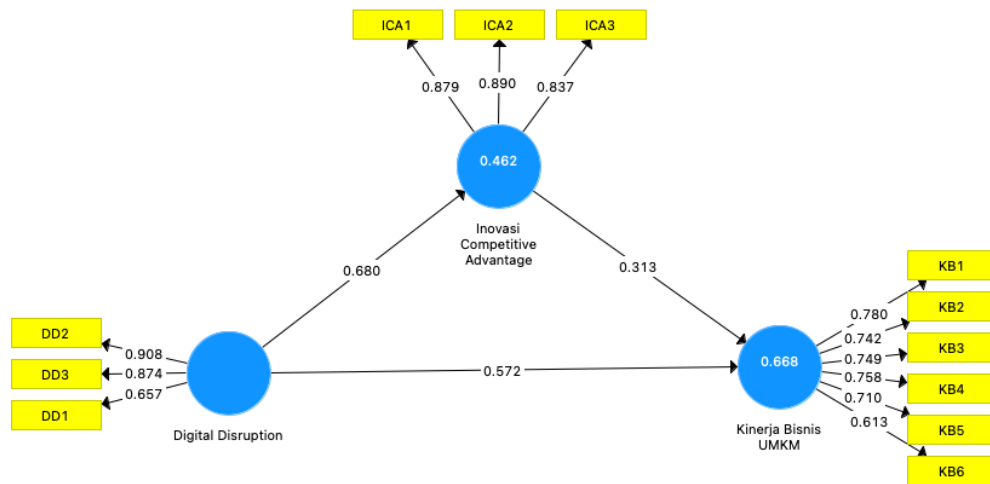 ICA1
ICA2
ICA3
0.879
0.890
0.837
0.462
Inovasi
Competitive
Advantage
0.680
0.313
DD2
DD3
DD1
0.908
0.874
0.657
Digital Disruption
0.572
0.668
Kinerja Bisnis
UMKM
0.780
0.742
0.749
0.758
0.710
0.613
KB1
KB2
KB3
KB4
KB5
KB6